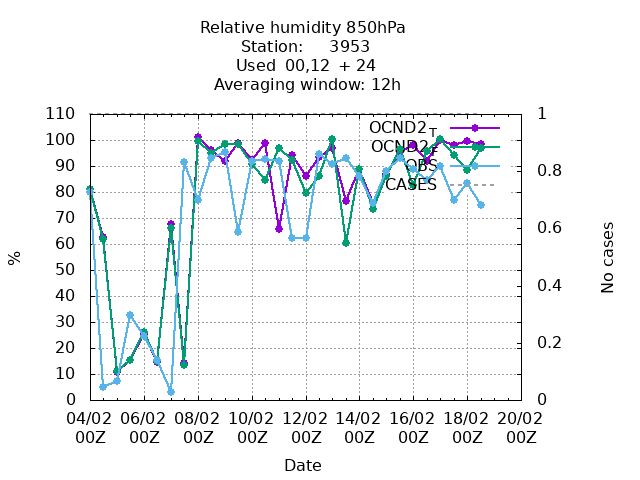 Relative humidity 850hPa
Station: 3953
Used 00,12 + 24
Averaging window: 12h
110
100
90
80
70
60
50
40
30
20
10
0
%
1
0.8
0.6
0.4
0.2
0
No cases
OCND2_T
OBS
CASES
04/02 06/02 08/02 10/02 12/02 14/02 16/02 18/02 20/02
00Z 00Z 00Z 00Z 00Z 00Z 00Z 00Z 00Z
Date